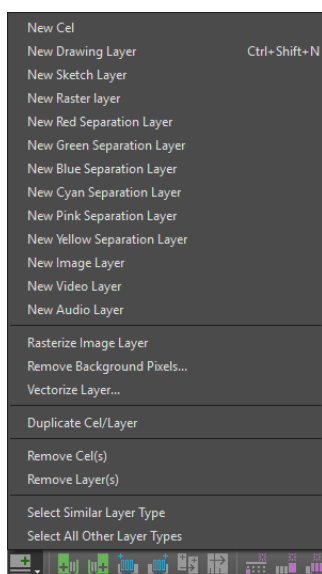 New Cel
New Drawing Layer Ctrl+Shift+N
New Sketch Layer
New Raster layer
New Red Separation Layer
New Green Separation Layer
New Blue Separation Layer
New Cyan Separation Layer
New Pink Separation Layer
New Yellow Separation Layer
New Image Layer
New Video Layer
New Audio Layer
Rasterize Image Layer
Remove Background Pixels...
Vectorize Layer...
Duplicate Cel/Layer
Remove Cel(s)
Remove Layer(s)
Select Similar Layer Type
Select All Other Layer Types